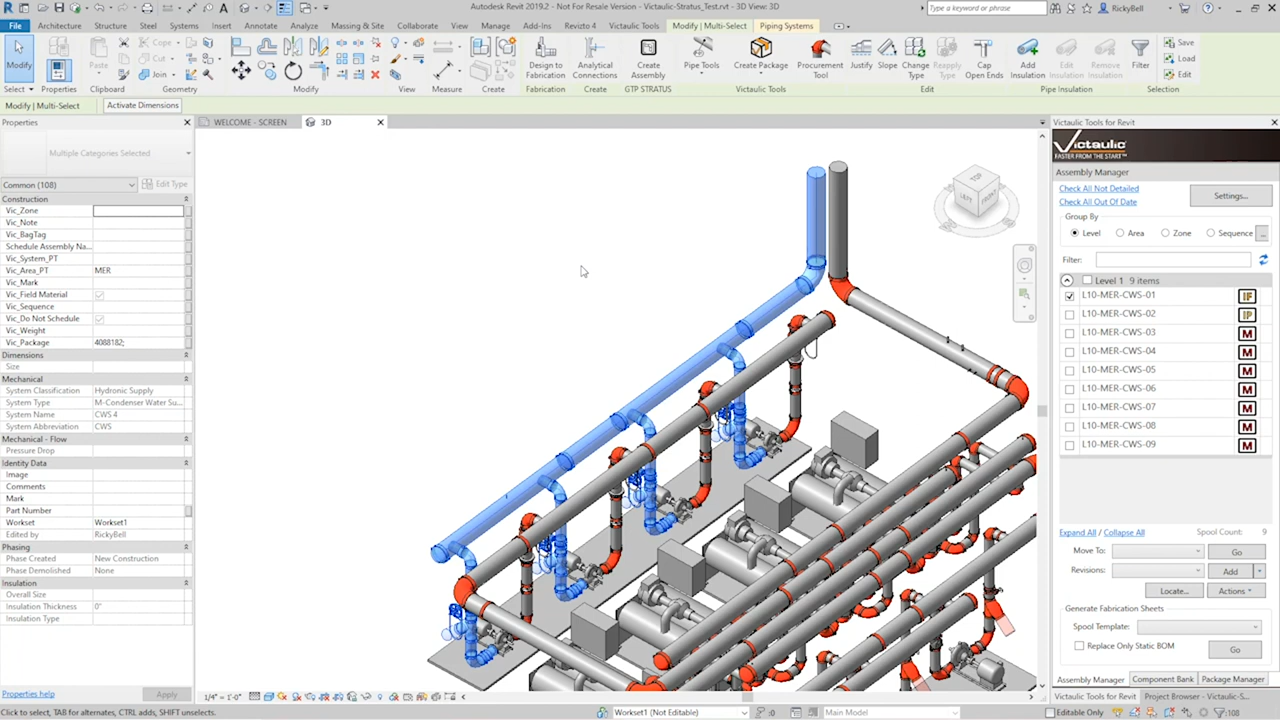 Autodesk Revit 2019.2 - Not For Resale Version - Victaulic-Stratus_Test.rvt - 3D View: 3D
Type a keyword or phrase
RickyBell
File
Architecture
Structure
Steel
Systems
Insert
Annotate
Analyze
Massing & Site
Collaborate
View
Manage
Add-Ins
Revizto 4
Victaulic Tools
Modify | Multi-Select
Piping Systems
Modify
Paste
Cope
Cut
Join
Design to Fabrication
Analytical Connections
Create Assembly
Pipe Tools
Create Package
Procurement Tool
Justify
Slope
Change Type
Reapply Type
Cap Open Ends
Add Insulation
Edit Insulation
Remove Insulation
Filter
Save
Load
Edit
Select
Properties
Clipboard
Geometry
Modify
View
Measure
Create
Fabrication
Create
GTP STRATUS
Victaulic Tools
Edit
Pipe Insulation
Selection
Modify | Multi-Select
Activate Dimensions
Properties
WELCOME - SCREEN
3D
Multiple Categories Selected
Common (108)
Edit Type
Construction
Vic_Zone
Vic_Note
Vic_BagTag
Schedule Assembly Na...
Vic_System_PT
Vic_Area_PT MER
Vic_Mark
Vic_Field Material
Vic_Sequence
Vic_Do Not Schedule
Vic_Weight
Vic_Package 4088182;
Dimensions
Size
Mechanical
System Classification Hydronic Supply
System Type M-Condenser Water Su...
System Name CWS 4
System Abbreviation CWS
Mechanical - Flow
Pressure Drop
Identity Data
Image
Comments
Mark
Part Number
Workset Workset1
Edited by RickyBell
Phasing
Phase Created New Construction
Phase Demolished None
Insulation
Overall Size
Insulation Thickness 0"
Insulation Type
Properties help
Apply
TOP
LEFT
FRONT
Victaulic Tools for Revit
Victaulic
FASTER FROM THE START™
Assembly Manager
Check All Not Detailed
Check All Out Of Date
Settings...
Group By
Level
Area
Zone
Sequence
...
Filter:
Level 1 9 items
L10-MER-CWS-01 IF
L10-MER-CWS-02 IP
L10-MER-CWS-03 M
L10-MER-CWS-04 M
L10-MER-CWS-05 M
L10-MER-CWS-06 M
L10-MER-CWS-07 M
L10-MER-CWS-08 M
L10-MER-CWS-09 M
Expand All / Collapse All
Spool Count: 9
Move To:
Go
Revisions:
Add
Locate...
Actions
Generate Fabrication Sheets
Spool Template:
Replace Only Static BOM
Go
Assembly Manager
Component Bank
Package Manager
Victaulic Tools for Revit
Project Browser - Victaulic-S...
1/4" = 1'-0"
Click to select, TAB for alternates, CTRL adds, SHIFT unselects.
Workset1 (Not Editable)
:0
Main Model
Editable Only
:108